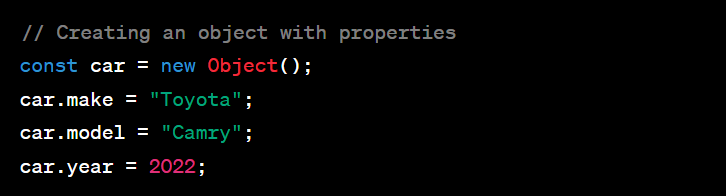 // Creating an object with properties
const car = new Object();
car.make = "Toyota";
car.model = "Camry";
car.year = 2022;